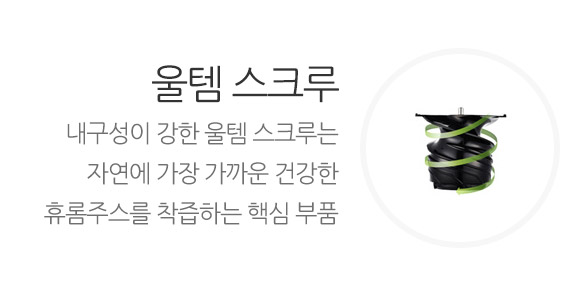 울템 스크루
내구성이 강한 울템 스크루는
자연에 가장 가까운 건강한
휴롬주스를 착즙하는 핵심 부품